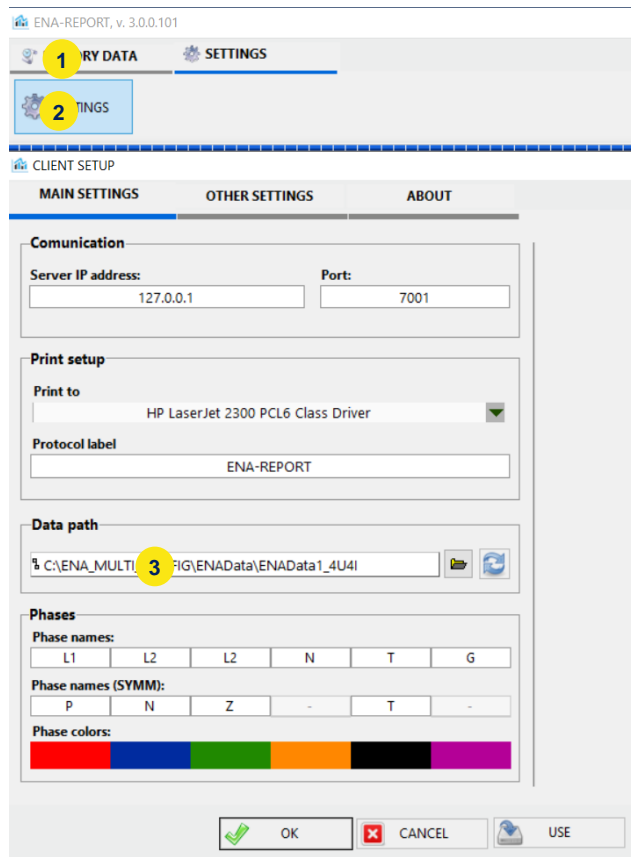 ENA-REPORT, v. 3.0.0.101
1 RY DATA SETTINGS
2 TINGS
CLIENT SETUP
MAIN SETTINGS OTHER SETTINGS ABOUT
Comunication
Server IP address: Port:
127.0.0.1 7001
Print setup
Print to
HP LaserJet 2300 PCL6 Class Driver
Protocol label
ENA-REPORT
Data path
C:\ENA_MULTI 3 FIG\ENAData\ENAData1_4U4I
Phases
Phase names:
L1 L2 L2 N T G
Phase names (SYMM):
P N Z - T -
Phase colors:
OK CANCEL USE